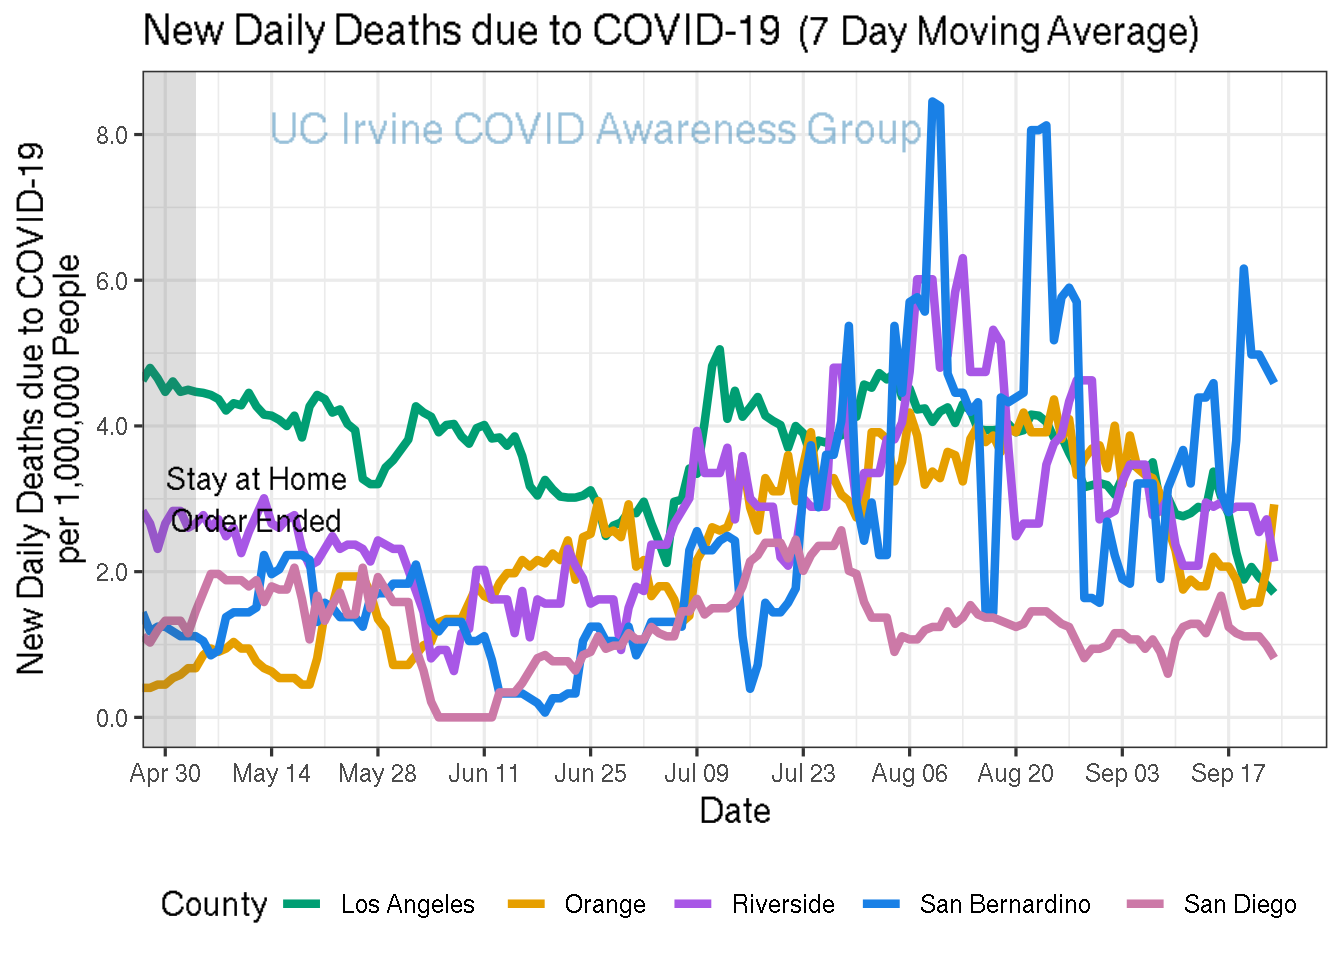 New Daily Deaths due to COVID-19 (7 Day Moving Average)
UC Irvine COVID Awareness Group
New Daily Deaths due to COVID-19
per 1,000,000 People
8.0
6.0
4.0
2.0
0.0
Stay at Home
Order Ended
Apr 30 May 14 May 28 Jun 11 Jun 25 Jul 09 Jul 23 Aug 06 Aug 20 Sep 03 Sep 17
Date
County Los Angeles Orange Riverside San Bernardino San Diego